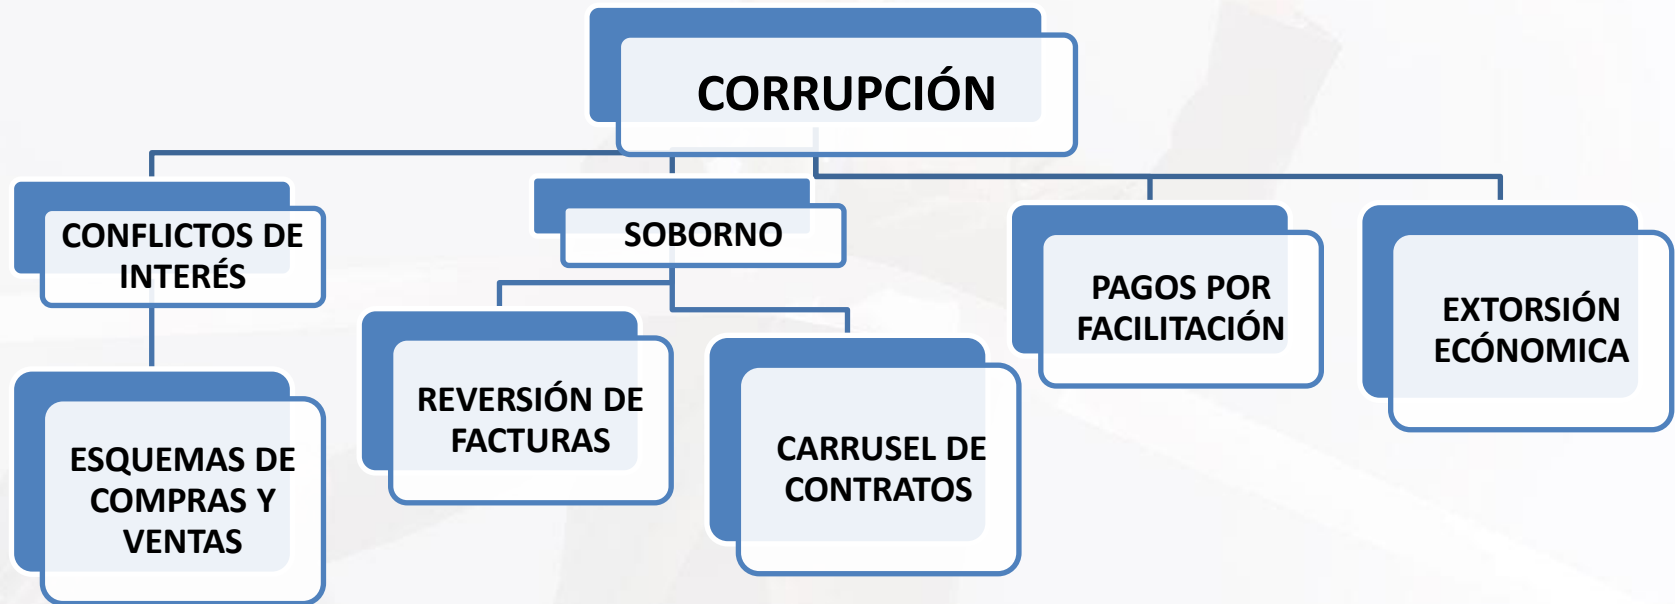 CORRUPCIÓN
CONFLICTOS DE
INTERÉS
SOBORNO
PAGOS POR
FACILITACIÓN
EXTORSIÓN
ECÓNOMICA
ESQUEMAS DE
COMPRAS Y
VENTAS
REVERSIÓN DE
FACTURAS
CARRUSEL DE
CONTRATOS